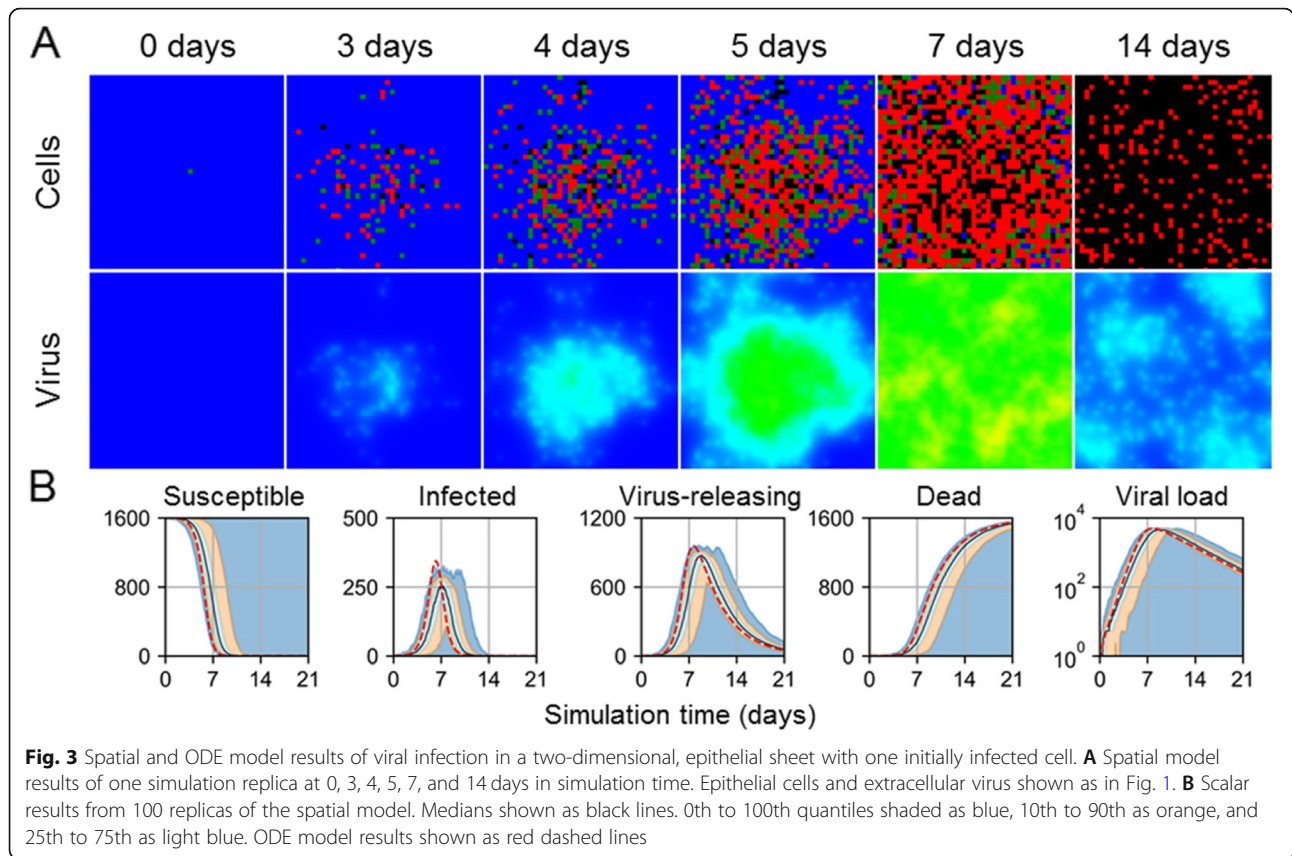 A
0 days 3 days 4 days 5 days 7 days 14 days
Cells
Virus
B
Susceptible Infected Virus-releasing Dead Viral load
1600 500 1200 1600 10⁴
800 250 600 800 10²
0 0 0 0 10⁰
0 7 14 21 0 7 14 21 0 7 14 21 0 7 14 21 0 7 14 21
Simulation time (days)
Fig. 3 Spatial and ODE model results of viral infection in a two-dimensional, epithelial sheet with one initially infected cell. A Spatial model
results of one simulation replica at 0, 3, 4, 5, 7, and 14 days in simulation time. Epithelial cells and extracellular virus shown as in Fig. 1. B Scalar
results from 100 replicas of the spatial model. Medians shown as black lines. 0th to 100th quantiles shaded as blue, 10th to 90th as orange, and
25th to 75th as light blue. ODE model results shown as red dashed lines